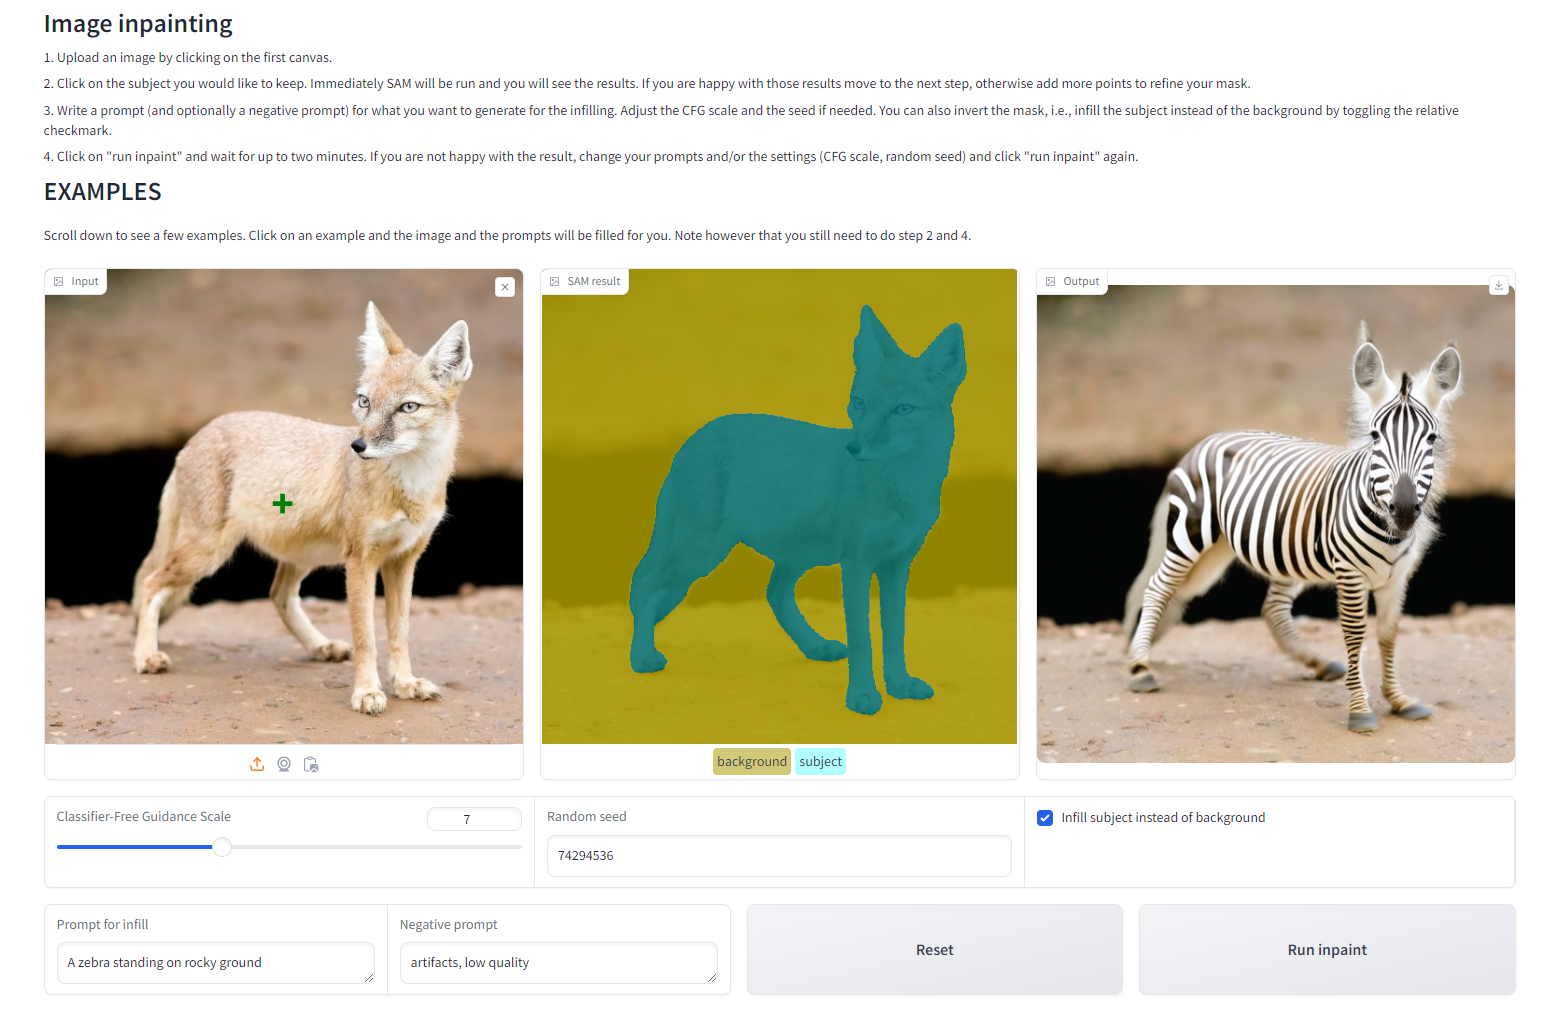 Image inpainting
1. Upload an image by clicking on the first canvas.
2. Click on the subject you would like to keep. Immediately SAM will be run and you will see the results. If you are happy with those results move to the next step, otherwise add more points to refine your mask.
3. Write a prompt (and optionally a negative prompt) for what you want to generate for the infilling. Adjust the CFG scale and the seed if needed. You can also invert the mask, i.e., infill the subject instead of the background by toggling the relative
checkmark.
4. Click on "run inpaint" and wait for up to two minutes. If you are not happy with the result, change your prompts and/or the settings (CFG scale, random seed) and click "run inpaint" again.
EXAMPLES
Scroll down to see a few examples. Click on an example and the image and the prompts will be filled for you. Note however that you still need to do step 2 and 4.
Input
SAM result
Output
background subject
Classifier-Free Guidance Scale
7
Random seed
74294536
Infill subject instead of background
Prompt for infill
A zebra standing on rocky ground
Negative prompt
artifacts, low quality
Reset
Run inpaint